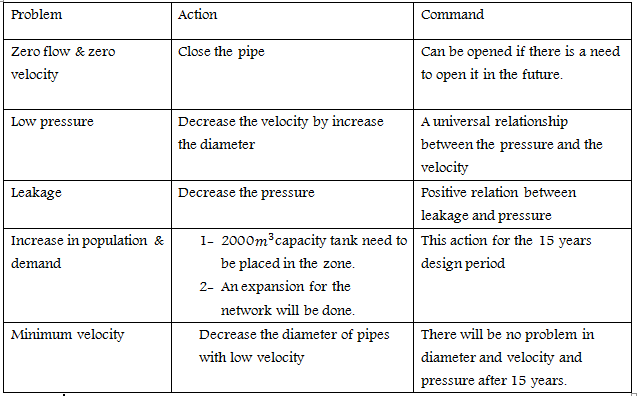 Problem Action Command
Zero flow & zero velocity
Close the pipe
Can be opened if there is a need
to open it in the future.
Low pressure
Decrease the velocity by increase
the diameter
A universal relationship
between the pressure and the
velocity
Leakage
Decrease the pressure
Positive relation between
leakage and pressure
Increase in population &
demand
1- 2000m³capacity tank need to
be placed in the zone.
2- An expansion for the
network will be done.
This action for the 15 years
design period
Minimum velocity
Decrease the diameter of pipes
with low velocity
There will be no problem in
diameter and velocity and
pressure after 15 years.